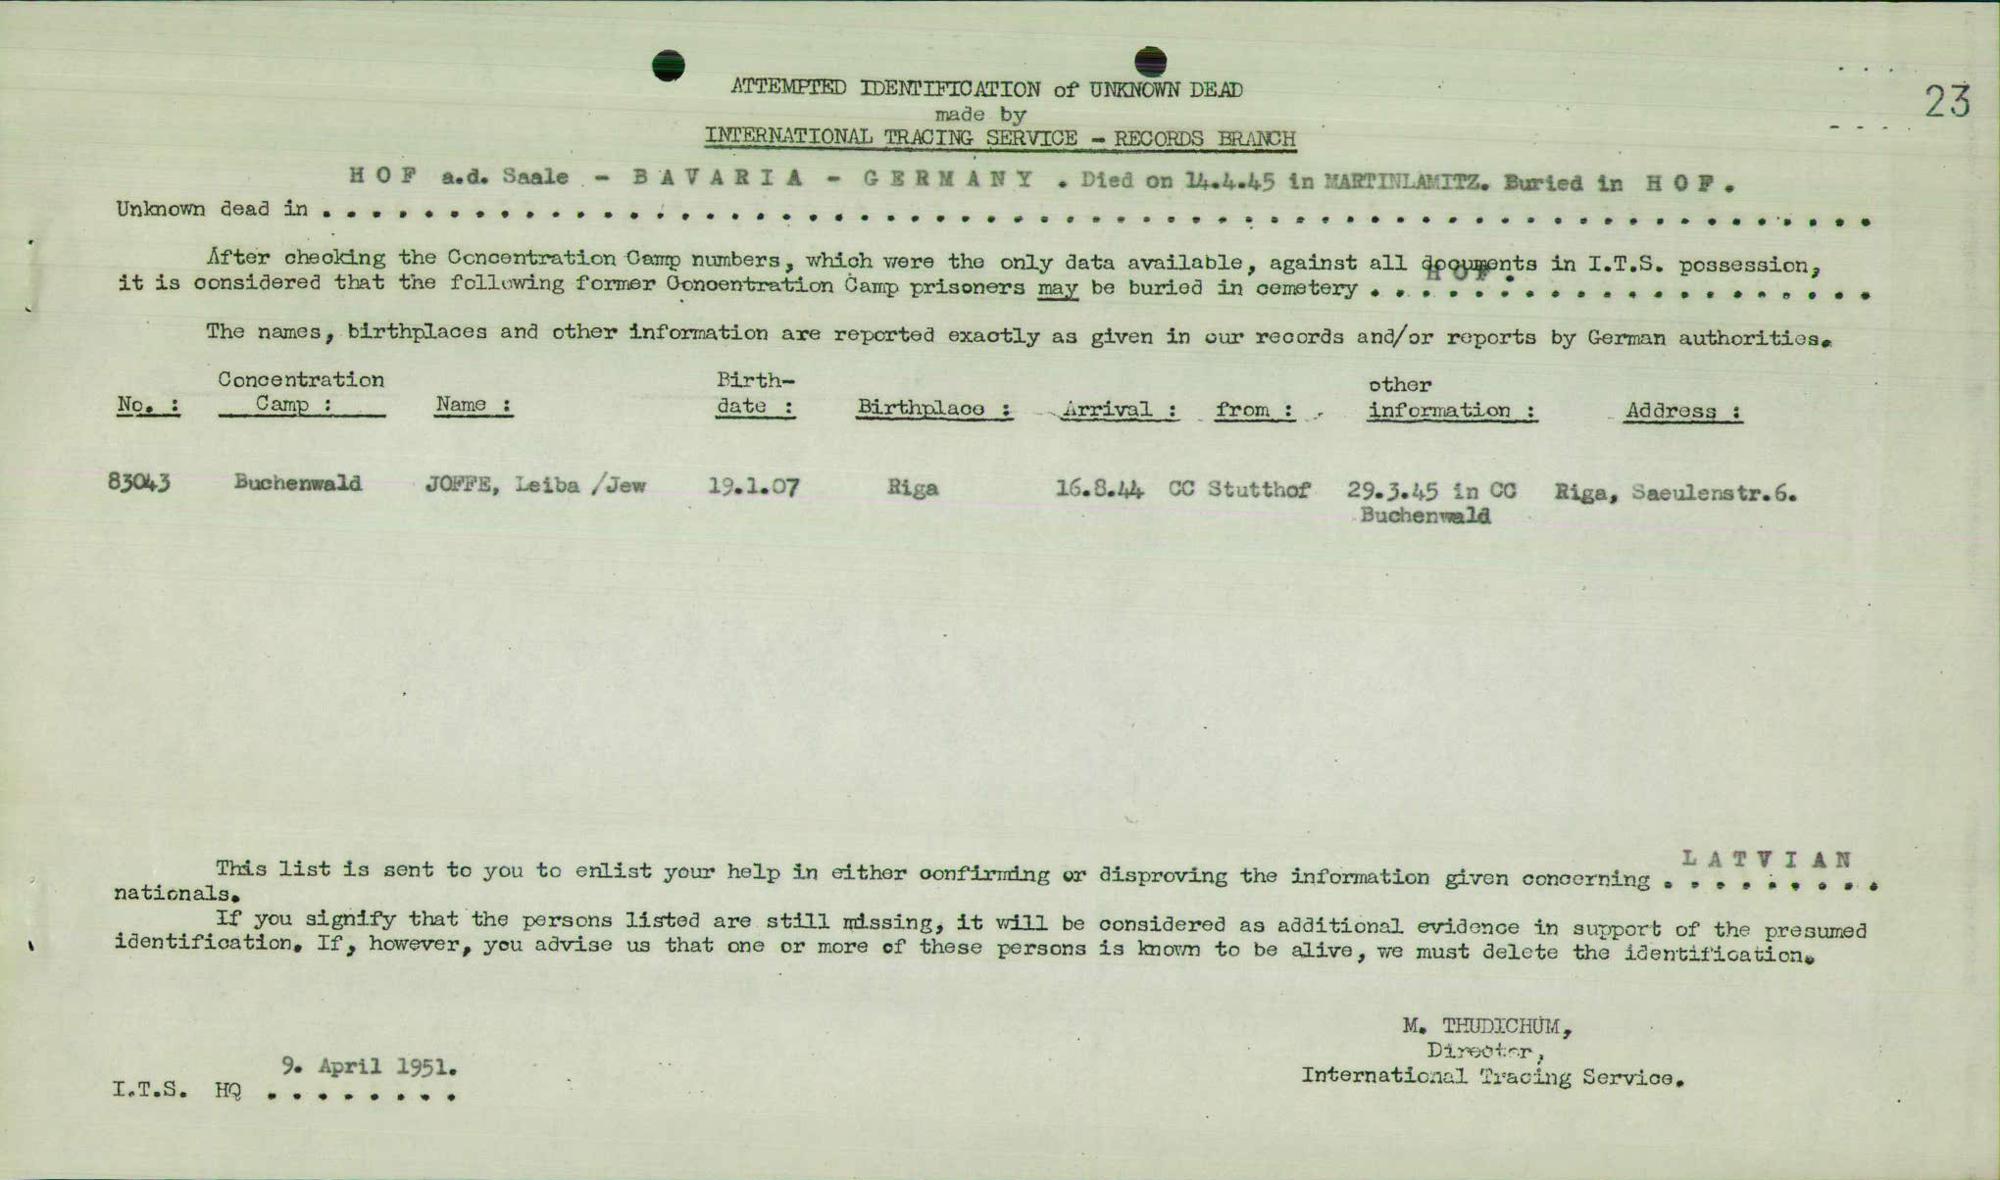 23
ATTEMPTED IDENTIFICATION of UNKNOWN DEAD
made by
INTERNATIONAL TRACING SERVICE - RECORDS BRANCH
H O F a.d. Saale - B A V A R I A - G E R M A N Y . Died on 14.4.45 in MARTINLAMITZ. Buried in H O F .
Unknown dead in . . . . . . . . . . . . . . . . . . . . . . . . . . . . . . . . . . . . . . . . . . . . . . . . . . . . . . . . . . . .
After checking the Concentration Camp numbers, which were the only data available, against all documents in I.T.S. possession,
H O F .
it is considered that the following former Concentration Camp prisoners may be buried in cemetery . . . . . . . . . . . . . . . . . . . .
The names, birthplaces and other information are reported exactly as given in our records and/or reports by German authorities.
No. : Concentration Camp : Name : Birth-date : Birthplace : Arrival : from : other information : Address :
83043 Buchenwald JOFFE, Leiba /Jew 19.1.07 Riga 16.8.44 CC Stutthof 29.3.45 in CC Riga, Saeulenstr.6.
Buchenwald
L A T V I A N
This list is sent to you to enlist your help in either confirming or disproving the information given concerning . . . . . . . . .
nationals.
If you signify that the persons listed are still missing, it will be considered as additional evidence in support of the presumed
identification. If, however, you advise us that one or more of these persons is known to be alive, we must delete the identification.
M. THUDICHUM,
Director,
International Tracing Service.
9. April 1951.
I.T.S. HQ . . . . . . . .